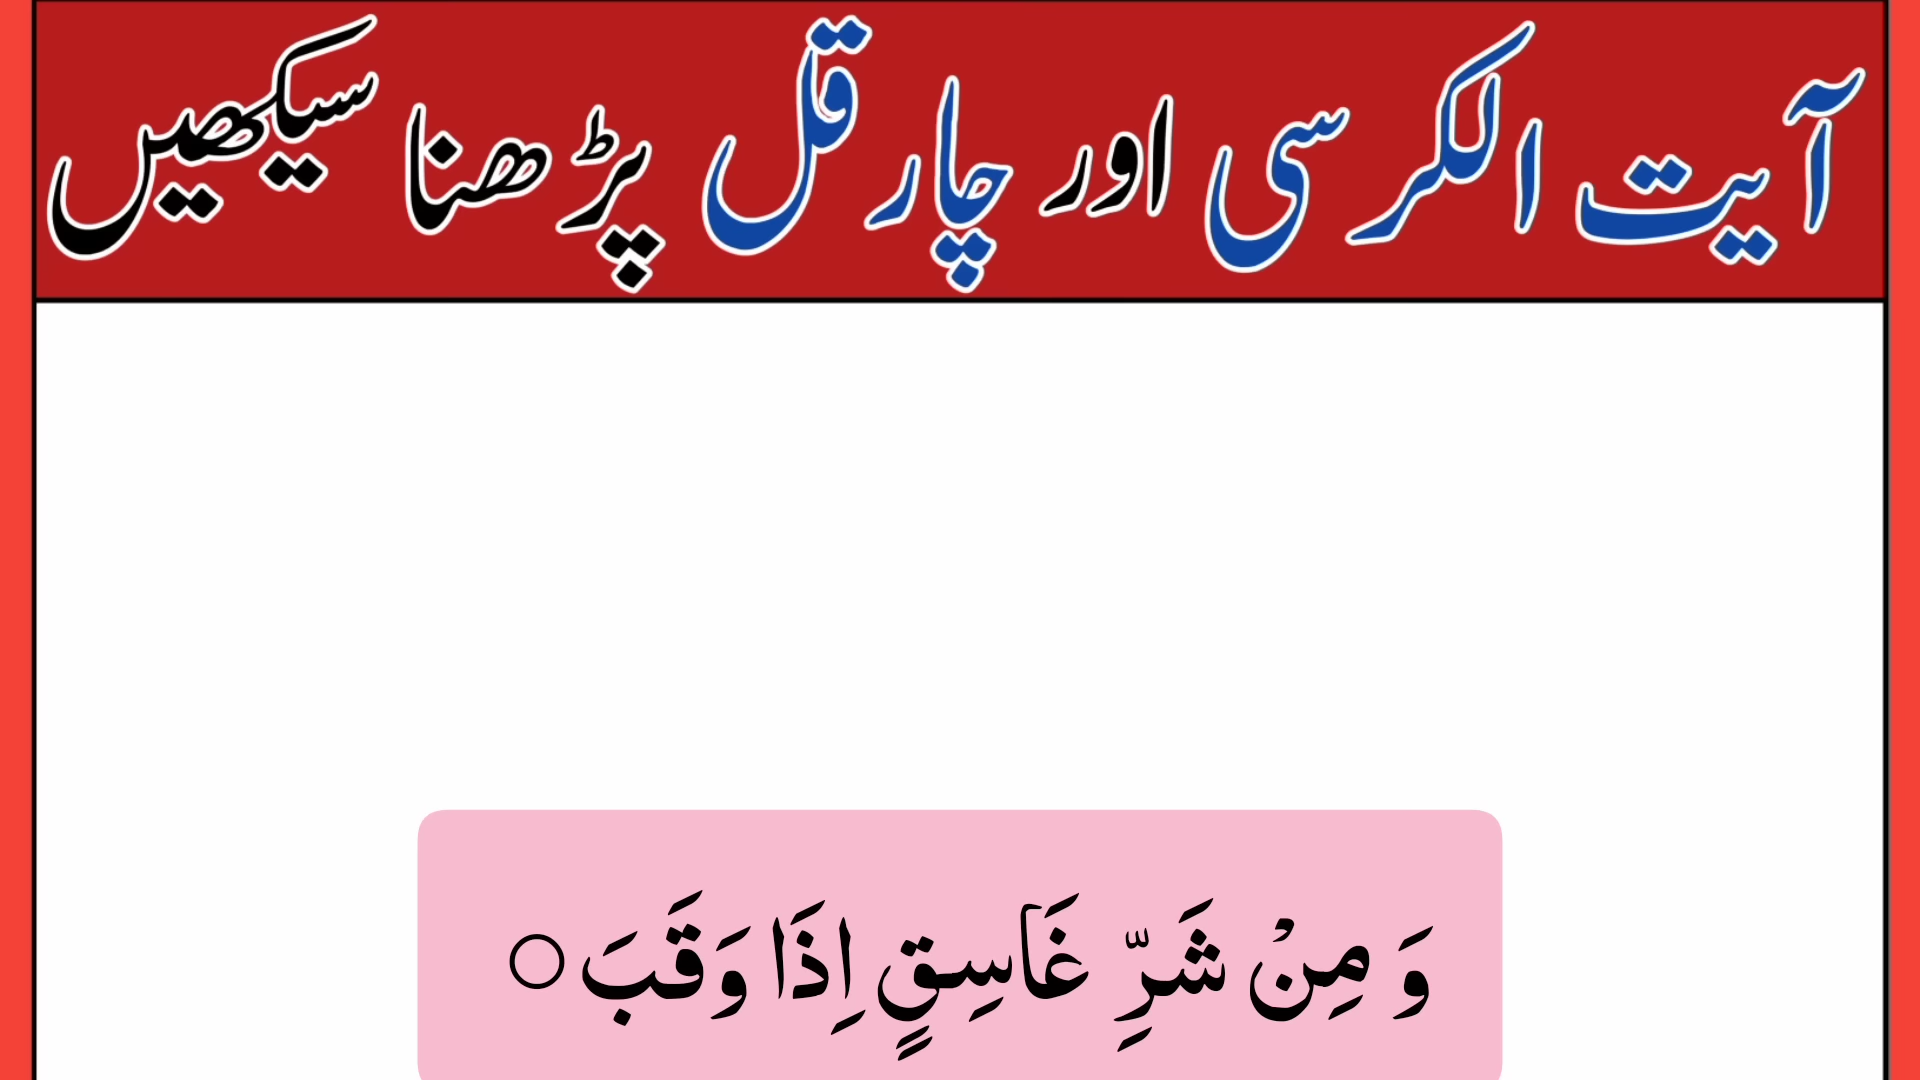 آیت الکرسی اور چار قل پڑھنا سیکھیں
وَ مِنْ شَرِّ غَاسِقٍ اِذَا وَقَبَ○